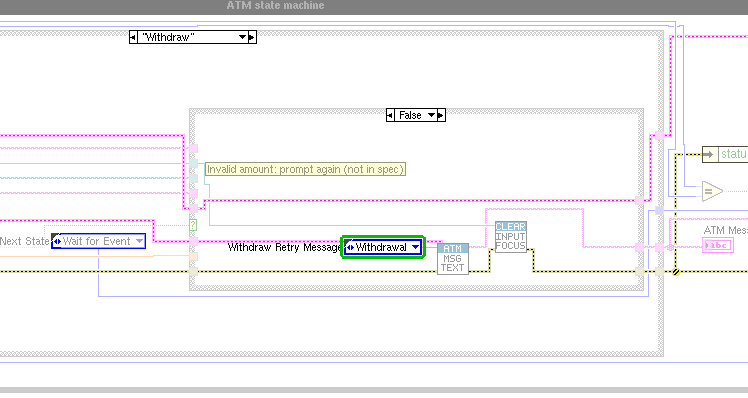 ATM state machine
"Withdraw"
False
Invalid amount: prompt again (not in spec)
statu
=
?
ATM Mess
Next State
Wait for Event
Withdraw Retry Message
Withdrawal
ATM
MSG
TEXT
CLEAR
INPUT
FOCUS
abc